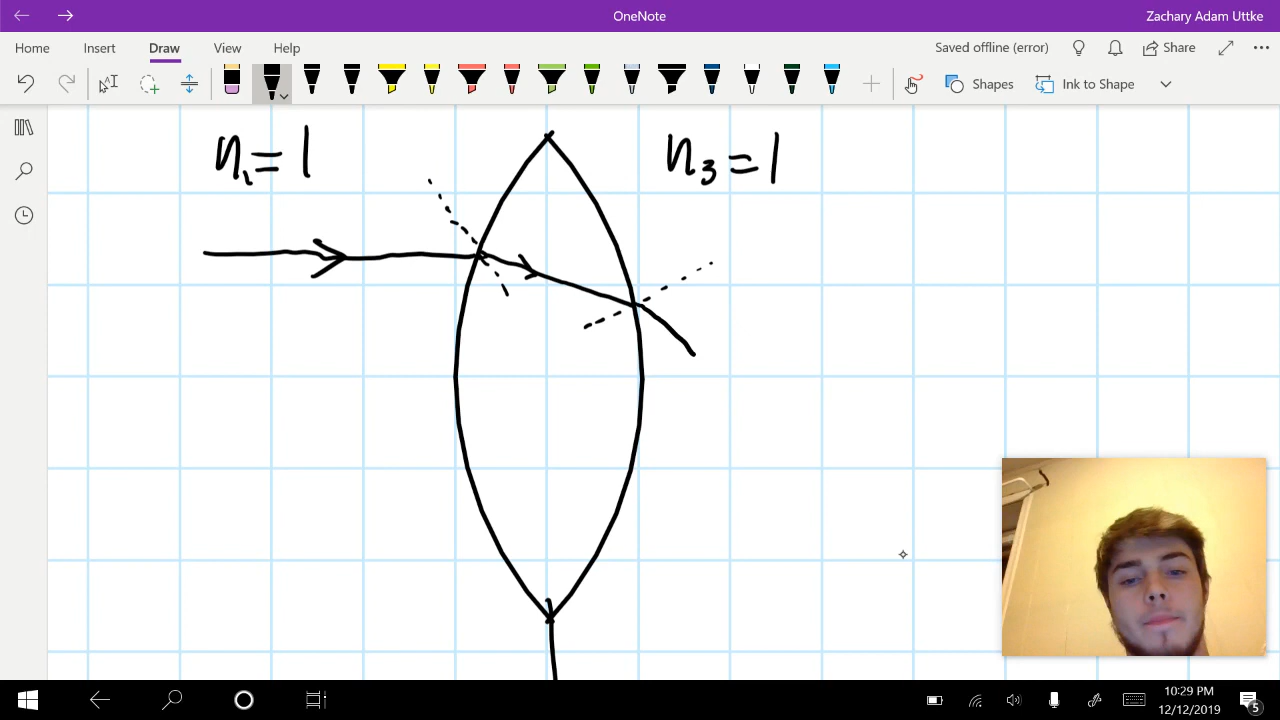 OneNote
Zachary Adam Uttke
Home Insert Draw View Help
Saved offline (error)
Share
Shapes
Ink to Shape
n₁ = 1
n₃ = 1
10:29 PM
12/12/2019
5